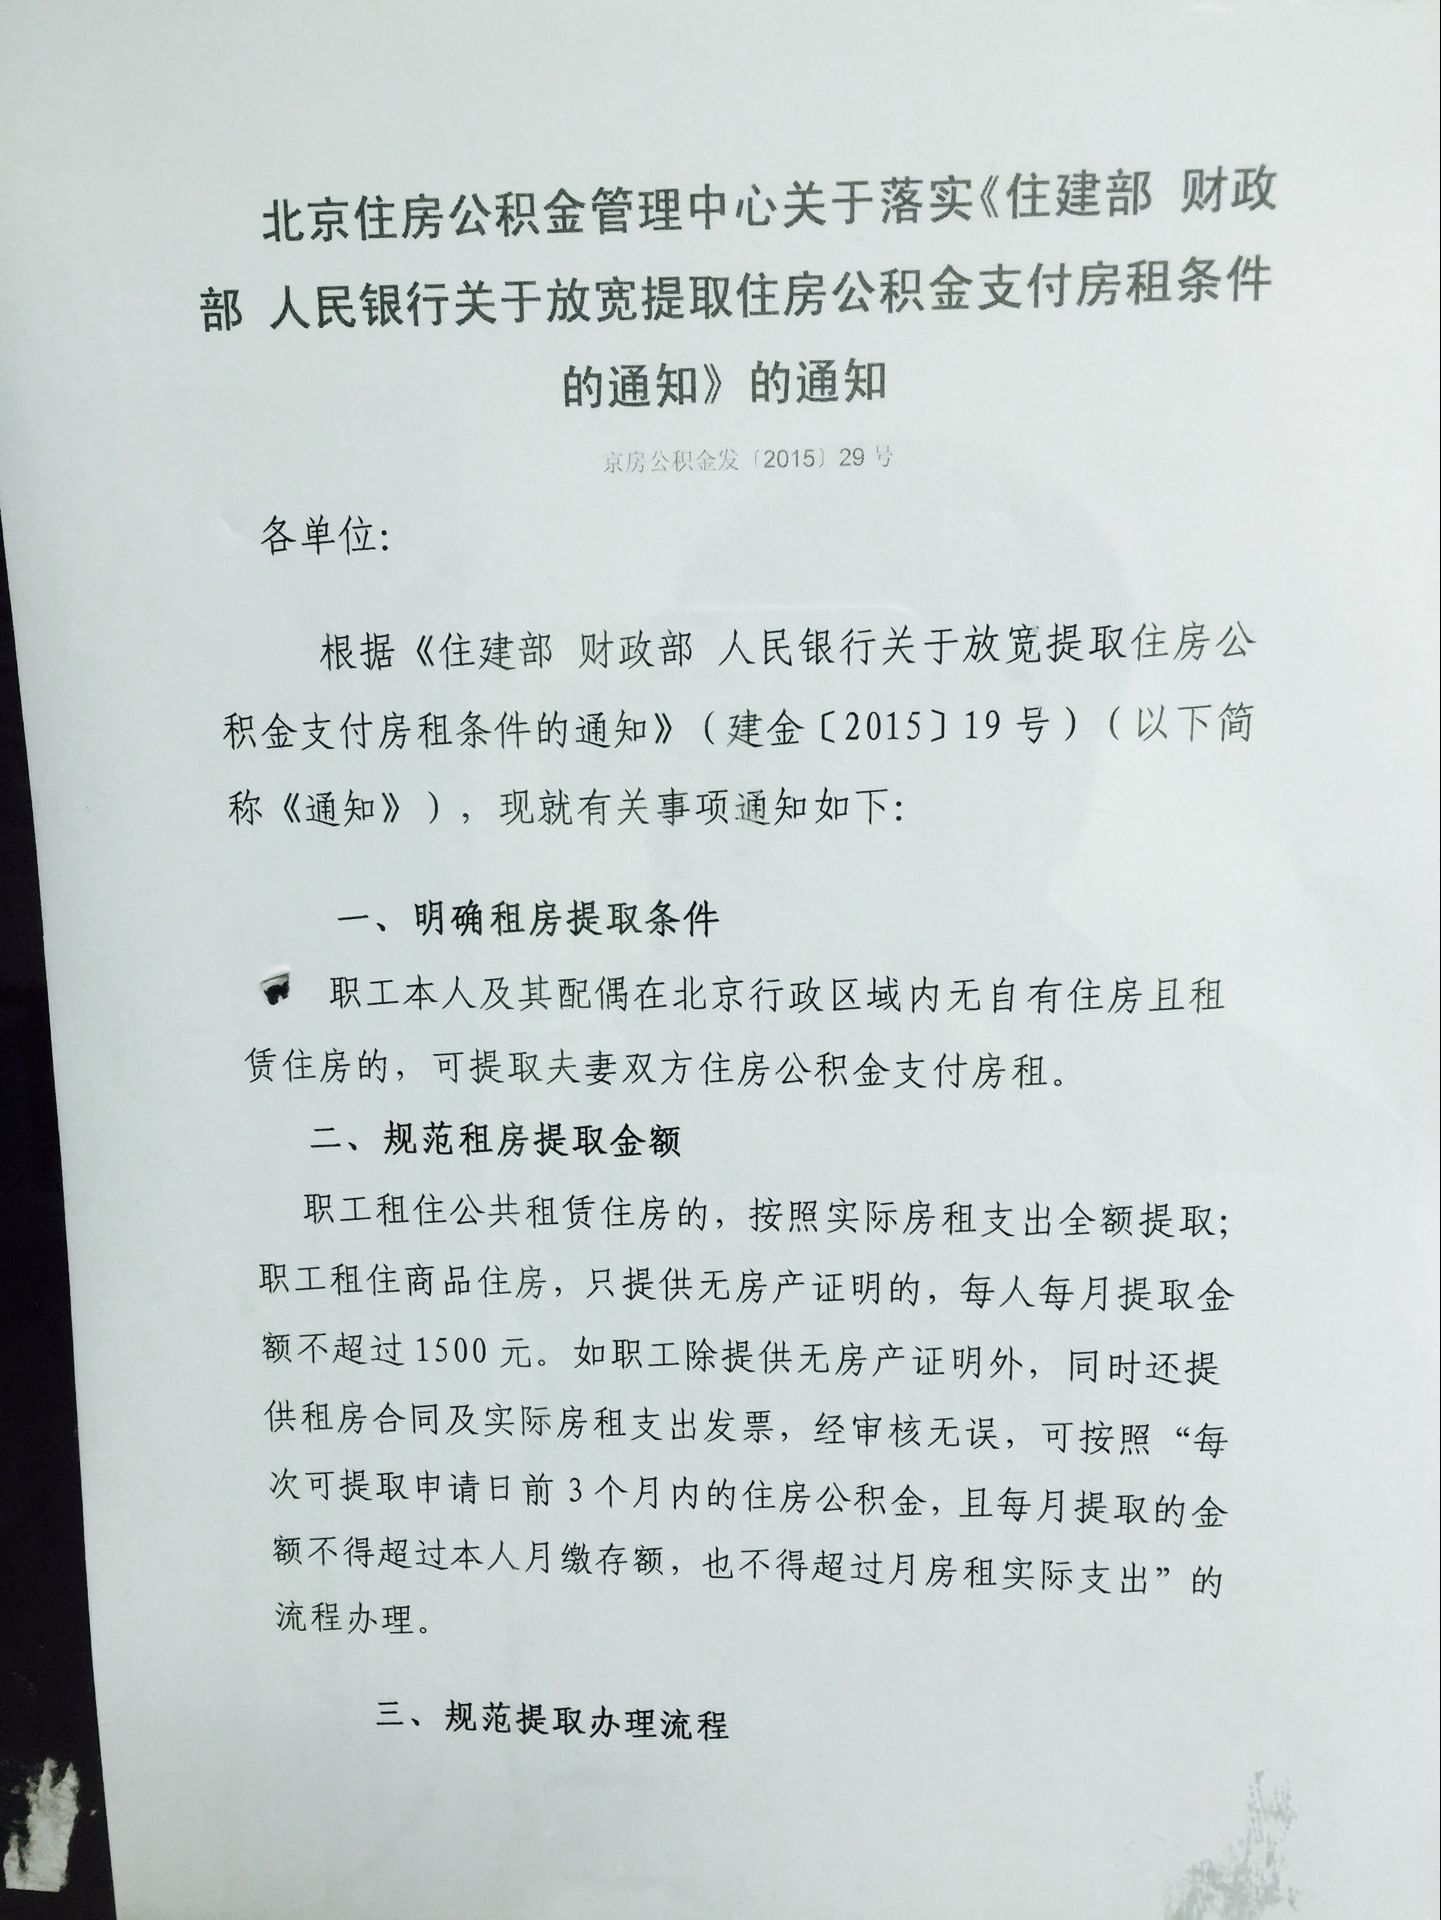 北京住房公积金管理中心关于落实《住建部 财政
部 人民银行关于放宽提取住房公积金支付房租条件
的通知》的通知
京房公积金发〔2015〕29 号
各单位:
根据《住建部 财政部 人民银行关于放宽提取住房公
积金支付房租条件的通知》（建金〔2015〕19 号）（以下简
称《通知》），现就有关事项通知如下:
一、明确租房提取条件
职工本人及其配偶在北京行政区域内无自有住房且租
赁住房的，可提取夫妻双方住房公积金支付房租。
二、规范租房提取金额
职工租住公共租赁住房的，按照实际房租支出全额提取；
职工租住商品住房，只提供无房产证明的，每人每月提取金
额不超过 1500 元。如职工除提供无房产证明外，同时还提
供租房合同及实际房租支出发票，经审核无误，可按照“每
次可提取申请日前 3 个月内的住房公积金，且每月提取的金
额不得超过本人月缴存额，也不得超过月房租实际支出”的
流程办理。
三、规范提取办理流程